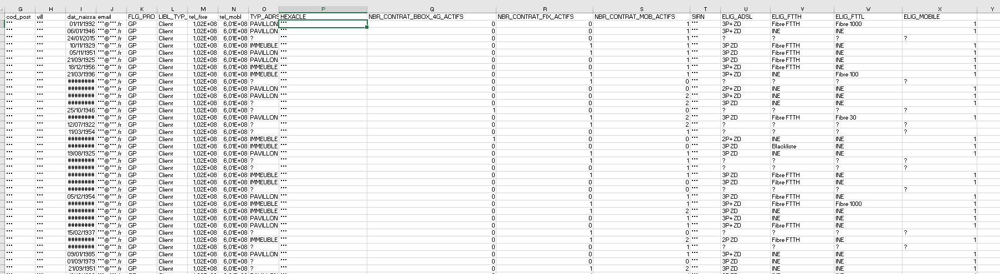 G H I J K L M N O P Q R S T U V W X Y
cod_post vill dat_naissa email FLG_PRO LIBL_TYP_ tel_fixe tel_mobl TYP_ADRS HEXACLE NBR_CONTRAT_BBOX_4G_ACTIFS NBR_CONTRAT_FIX_ACTIFS NBR_CONTRAT_MOB_ACTIFS SIRN ELIG_ADSL ELIG_FTTH ELIG_FTTL ELIG_MOBILE
*** *** 01/11/1992 ***@***.fr GP Client 1,02E+08 6,01E+08 PAVILLON *** 0 0 1 *** 3P+ ZD Fibre FTTH Fibre 1000 1
*** *** 06/01/1946 ***@***.fr GP Client 1,02E+08 6,01E+08 PAVILLON *** 0 0 1 *** 3P+ ZD INE INE 1
*** *** 24/01/2015 ***@***.fr GP Client 1,02E+08 6,01E+08 ? *** 0 0 1 *** ? ? ? ?
*** *** 10/11/1929 ***@***.fr GP Client 1,02E+08 6,01E+08 IMMEUBLE *** 0 1 1 *** 3P ZD Fibre FTTH INE 1
*** *** 05/11/1951 ***@***.fr GP Client 1,02E+08 6,01E+08 PAVILLON *** 0 1 1 *** 3P ZD Fibre FTTH INE 1
*** *** 21/09/1925 ***@***.fr GP Client 1,02E+08 6,01E+08 PAVILLON *** 0 0 1 *** 3P ZD Fibre FTTH INE 1
*** *** 18/12/1956 ***@***.fr GP Client 1,02E+08 6,01E+08 IMMEUBLE *** 0 0 1 *** 3P ZD Fibre FTTH INE 1
*** *** 21/03/1996 ***@***.fr GP Client 1,02E+08 6,01E+08 IMMEUBLE *** 0 1 1 *** 3P+ ZD INE Fibre 100 1
*** *** ######## ***@***.fr GP Client 1,02E+08 6,01E+08 ? *** 0 1 0 *** ? ? ? ?
*** *** ######## ***@***.fr GP Client 1,02E+08 6,01E+08 PAVILLON *** 0 0 0 *** 2P+ ZD INE INE 1
*** *** ######## ***@***.fr GP Client 1,02E+08 6,01E+08 PAVILLON *** 0 0 2 *** 3P+ ZD INE INE 1
*** *** ######## ***@***.fr GP Client 1,02E+08 6,01E+08 ? *** 0 0 2 *** 3P ZD INE INE 1
*** *** 25/10/1946 ***@***.fr GP Client 1,02E+08 6,01E+08 ? *** 1 0 0 *** ? ? ? ?
*** *** ######## ***@***.fr GP Client 1,02E+08 6,01E+08 PAVILLON *** 0 1 2 *** 3P ZD Fibre FTTH Fibre 30 1
*** *** 12/07/1922 ***@***.fr GP Client 1,02E+08 6,01E+08 ? *** 0 1 2 *** ? ? ? ?
*** *** 11/03/1954 ***@***.fr GP Client 1,02E+08 6,01E+08 ? *** 0 0 1 *** ? ? ? ?
*** *** ######## ***@***.fr GP Client 1,02E+08 6,01E+08 IMMEUBLE *** 1 0 0 *** 2P+ ZD INE INE 1
*** *** ######## ***@***.fr GP Client 1,02E+08 6,01E+08 IMMEUBLE *** 0 0 0 *** 3P ZD Blackliste INE 1
*** *** 19/08/1925 ***@***.fr GP Client 1,02E+08 6,01E+08 PAVILLON *** 0 1 1 *** 3P ZD INE INE 1
*** *** ######## ***@***.fr GP Client 1,02E+08 6,01E+08 ? *** 0 1 1 *** ? ? ? ?
*** *** ######## ***@***.fr GP Client 1,02E+08 6,01E+08 ? *** 0 0 1 *** ? ? ? ?
*** *** ######## ***@***.fr GP Client 1,02E+08 6,01E+08 IMMEUBLE *** 0 1 1 *** 3P ZD Fibre FTTH INE 1
*** *** ######## ***@***.fr GP Client 1,02E+08 6,01E+08 IMMEUBLE *** 0 0 0 *** 3P ZD Fibre FTTH INE 1
*** *** ######## ***@***.fr GP Client 1,02E+08 6,01E+08 ? *** 0 0 0 *** ? ? ? ?
*** *** 05/12/1954 ***@***.fr GP Client 1,02E+08 6,01E+08 PAVILLON *** 0 0 1 *** 3P ZD Fibre FTTH INE 1
*** *** ######## ***@***.fr GP Client 1,02E+08 6,01E+08 IMMEUBLE *** 0 1 1 *** 3P+ ZD Fibre FTTH Fibre 1000 1
*** *** ######## ***@***.fr GP Client 1,02E+08 6,01E+08 IMMEUBLE *** 0 1 2 *** 3P ZD INE INE 1
*** *** ######## ***@***.fr GP Client 1,02E+08 6,01E+08 PAVILLON *** 0 0 1 *** 3P+ ZD INE INE 1
*** *** ######## ***@***.fr GP Client 1,02E+08 6,01E+08 PAVILLON *** 0 0 1 *** 3P+ ZD Fibre FTTH INE 1
*** *** 15/02/1937 ***@***.fr GP Client 1,02E+08 6,01E+08 ? *** 0 1 0 *** ? ? ? ?
*** *** ######## ***@***.fr GP Client 1,02E+08 6,01E+08 IMMEUBLE *** 0 1 2 *** 2P ZD Fibre FTTH INE 1
*** *** ######## ***@***.fr GP Client 1,02E+08 6,01E+08 ? *** 0 0 1 *** ? ? ? ?
*** *** 09/01/1985 ***@***.fr GP Client 1,02E+08 6,01E+08 PAVILLON *** 0 1 1 *** 3P+ ZD INE INE 1
*** *** 01/09/1979 ***@***.fr GP Client 1,02E+08 6,01E+08 ? *** 0 0 0 *** 3P ZD INE INE 1
*** *** 21/09/1951 ***@***.fr GP Client 1,02E+08 6,01E+08 ? *** 0 1 2 *** 3P ZD INE INE 1